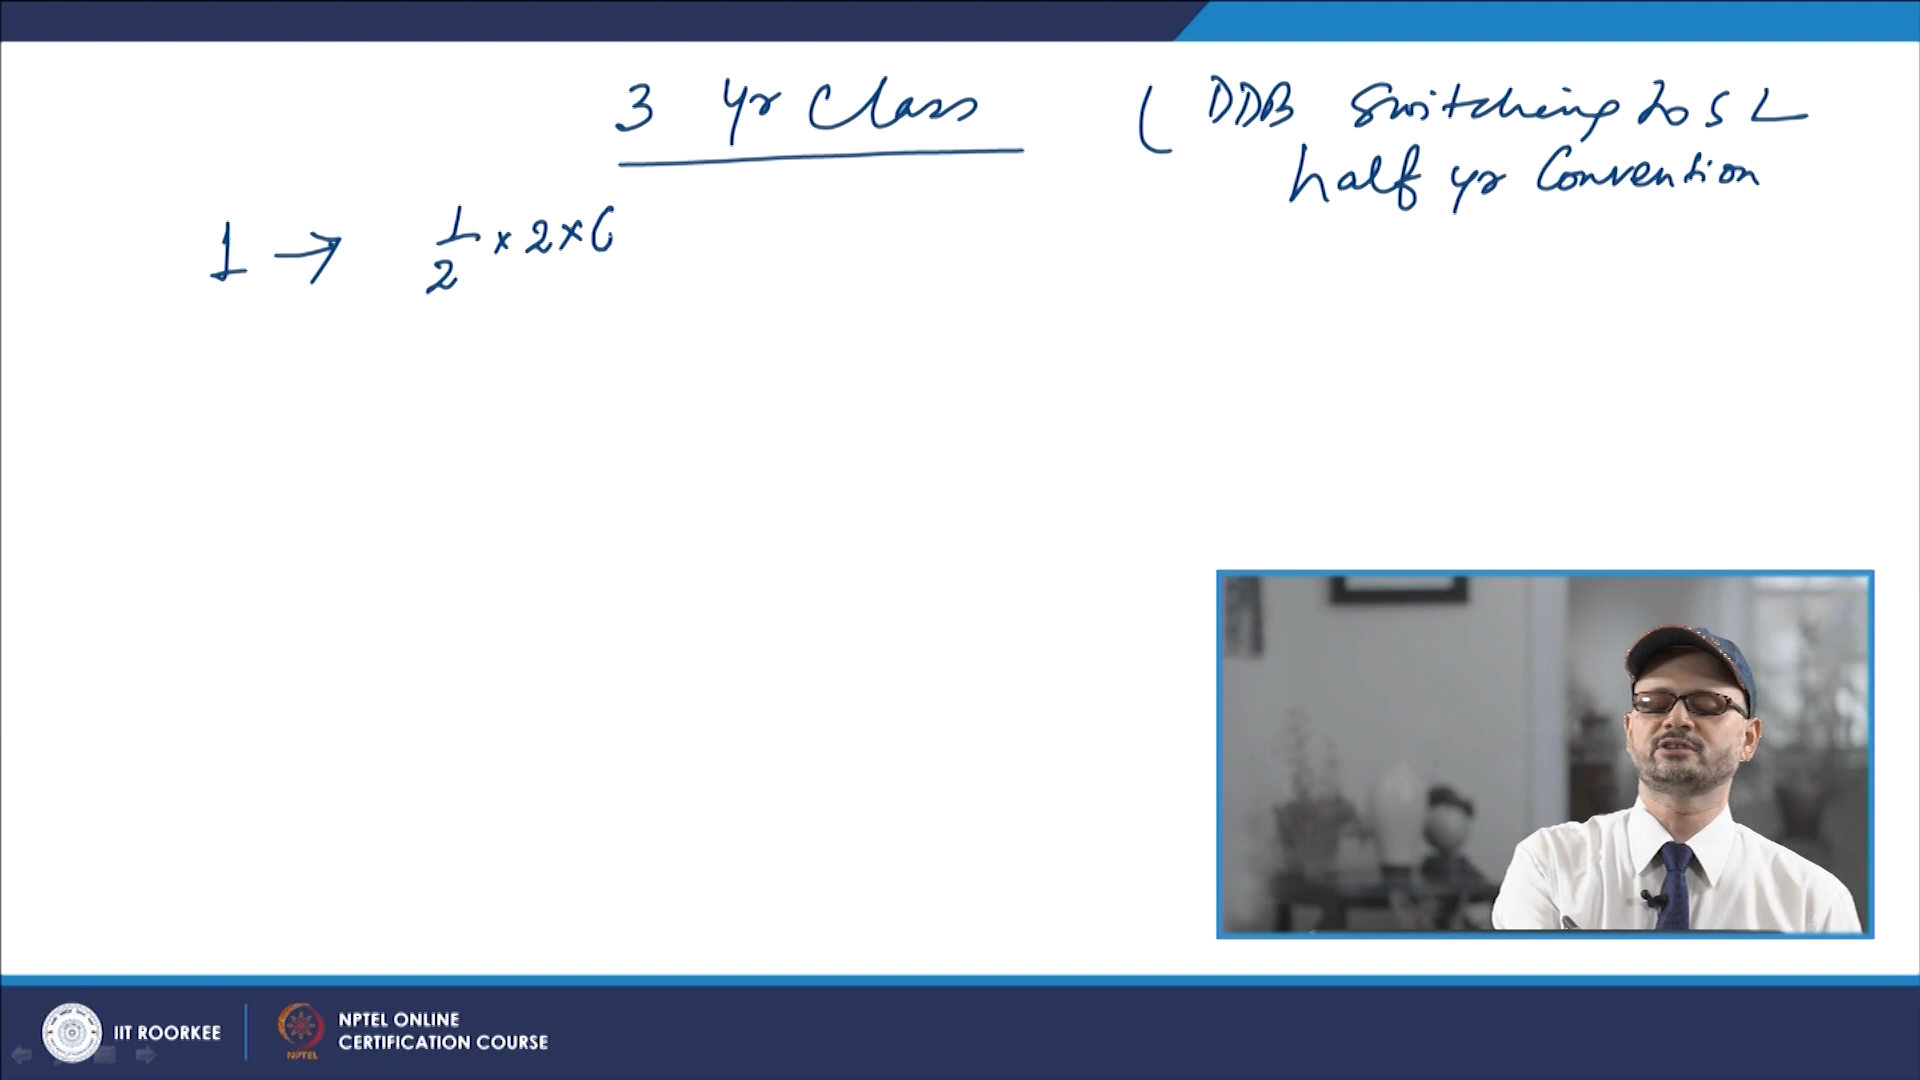 3 yr Class ( DDB switching to SL
half yr Convention
1 → 1/2 × 2 × 6
IIT ROORKEE
NPTEL
NPTEL ONLINE
CERTIFICATION COURSE